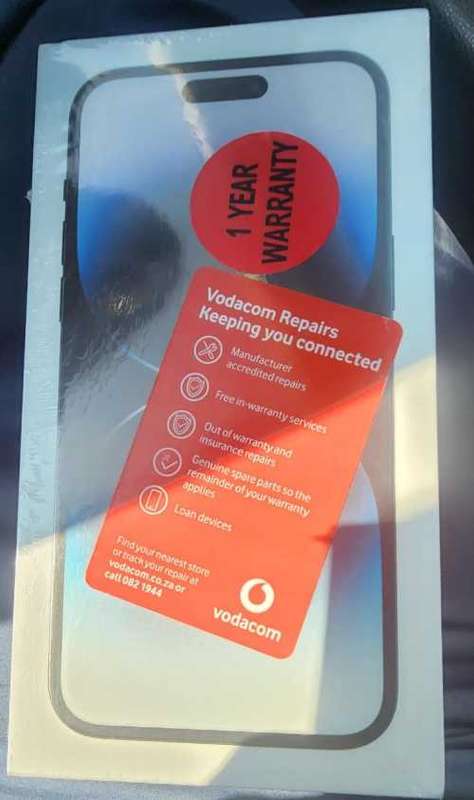 1 YEAR
WARRANTY
Vodacom Repairs
Keeping you connected
Manufacturer
accredited repairs
Free in-warranty services
Out of warranty and
insurance repairs
Genuine spare parts so the
remainder of your warranty
applies
Loan devices
Find your nearest store
or track your repair at
vodacom.co.za or
call 082 1944
vodacom